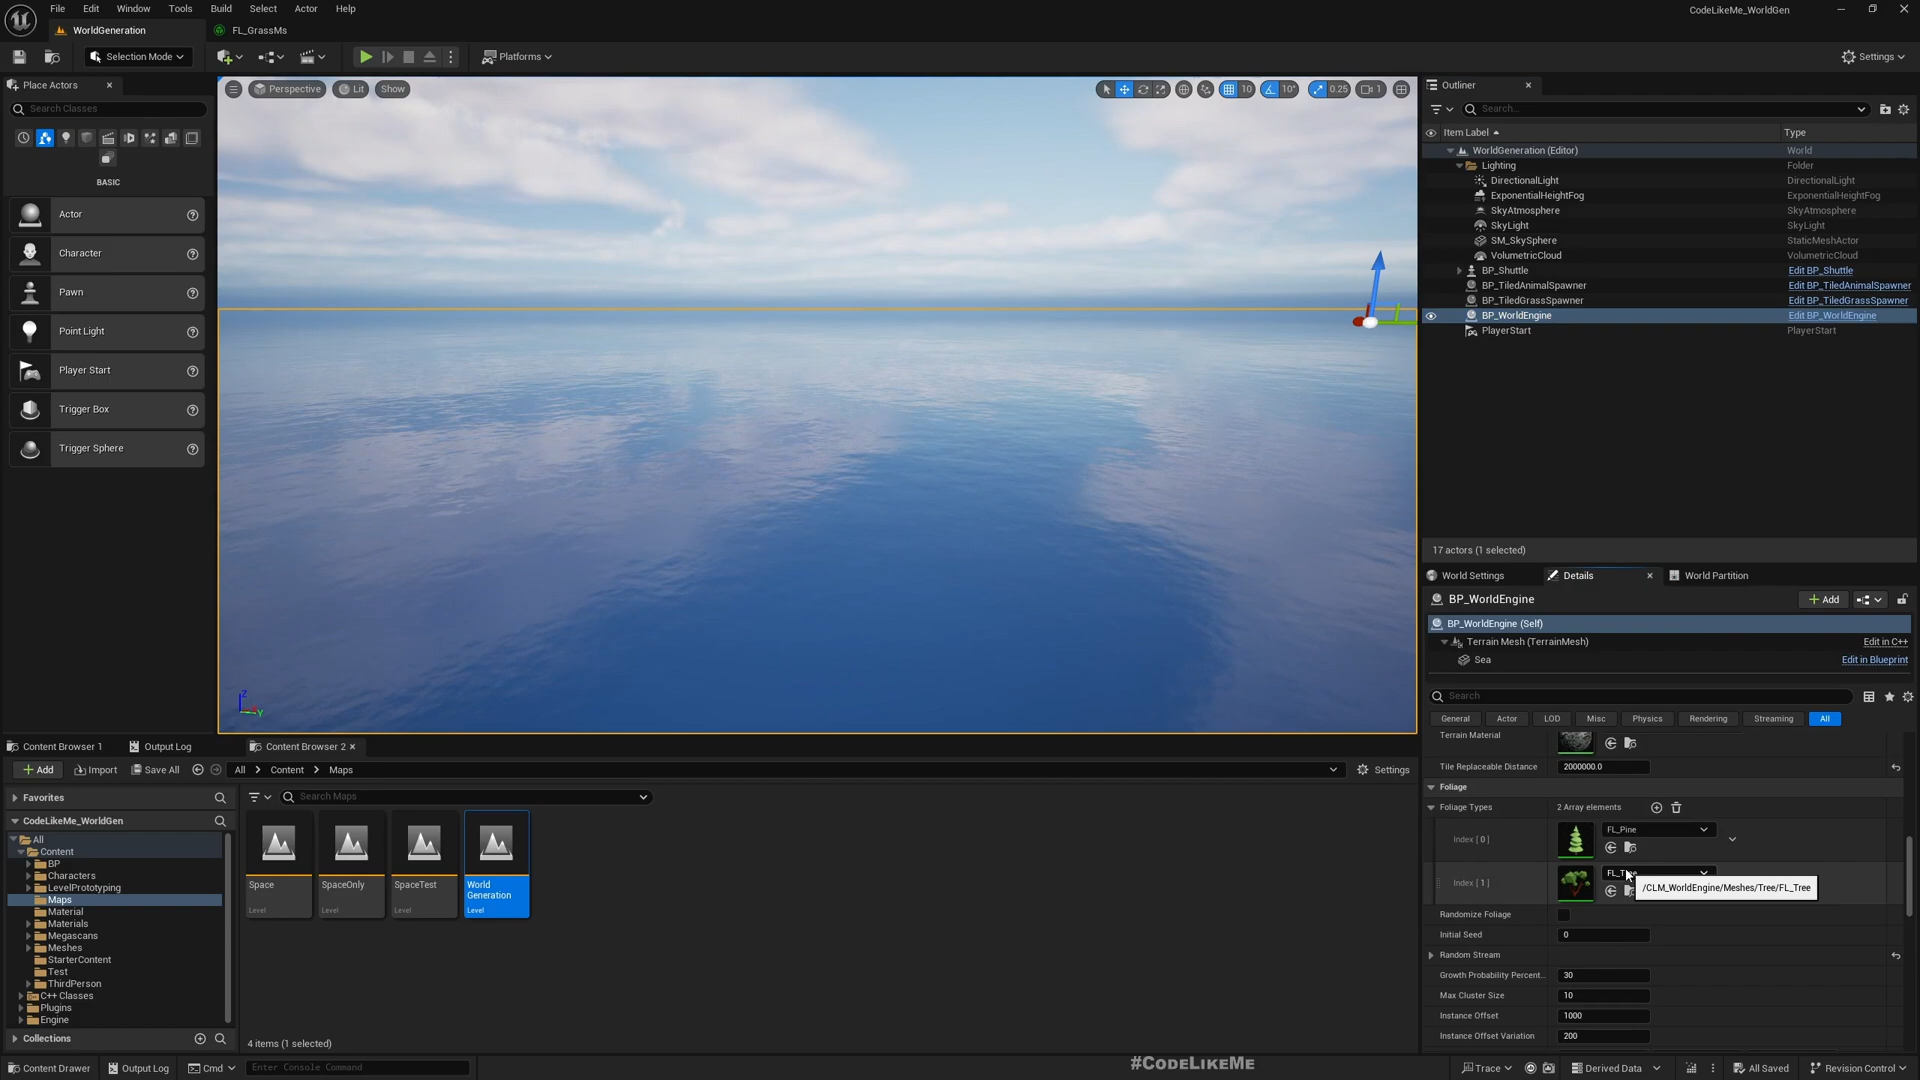 File Edit Window Tools Build Select Actor Help
CodeLikeMe_WorldGen
WorldGeneration
FL_GrassMs
Selection Mode
Platforms
Settings
Place Actors
Search Classes
BASIC
Actor
Character
Pawn
Point Light
Player Start
Trigger Box
Trigger Sphere
Perspective
Lit
Show
10
10°
0.25
1
Outliner
Search...
Item Label
Type
WorldGeneration (Editor) World
Lighting Folder
DirectionalLight DirectionalLight
ExponentialHeightFog ExponentialHeightFog
SkyAtmosphere SkyAtmosphere
SkyLight SkyLight
SM_SkySphere StaticMeshActor
VolumetricCloud VolumetricCloud
BP_Shuttle Edit BP_Shuttle
BP_TiledAnimalSpawner Edit BP_TiledAnimalSpawner
BP_TiledGrassSpawner Edit BP_TiledGrassSpawner
BP_WorldEngine Edit BP_WorldEngine
PlayerStart PlayerStart
17 actors (1 selected)
World Settings
Details
World Partition
BP_WorldEngine
Add
BP_WorldEngine (Self)
Terrain Mesh (TerrainMesh) Edit in C++
Sea Edit in Blueprint
Search
General Actor LOD Misc Physics Rendering Streaming All
Terrain Material
Tile Replaceable Distance 2000000.0
Foliage
Foliage Types 2 Array elements
Index [ 0 ] FL_Pine
Index [ 1 ]
/CLM_WorldEngine/Meshes/Tree/FL_Tree
Randomize Foliage
Initial Seed 0
Random Stream
Growth Probability Percent... 30
Max Cluster Size 10
Instance Offset 1000
Instance Offset Variation 200
Content Browser 1
Output Log
Content Browser 2
Add
Import
Save All
All > Content > Maps
Settings
Favorites
CodeLikeMe_WorldGen
All
Content
BP
Characters
LevelPrototyping
Maps
Material
Materials
Megascans
Meshes
StarterContent
Test
ThirdPerson
C++ Classes
Plugins
Engine
Collections
Search Maps
Space
Level
SpaceOnly
Level
SpaceTest
Level
World
Generation
Level
4 items (1 selected)
#CODELIKEME
Content Drawer
Output Log
Cmd
Enter Console Command
Trace
Derived Data
All Saved
Revision Control